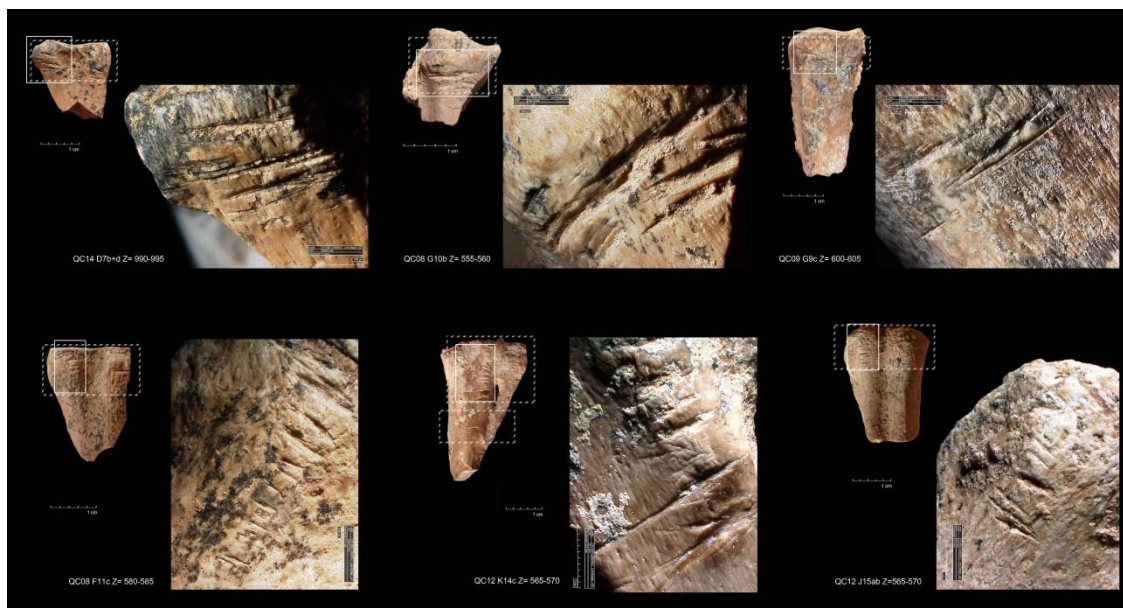 1 cm
QC14 D7b+d Z= 990-995
1 cm
QC08 G10b Z= 555-560
1 cm
QC09 G9c Z= 600-605
1 cm
QC08 F11c Z= 580-585
1 cm
QC12 K14c Z= 565-570
1 cm
QC12 J15ab Z=565-570